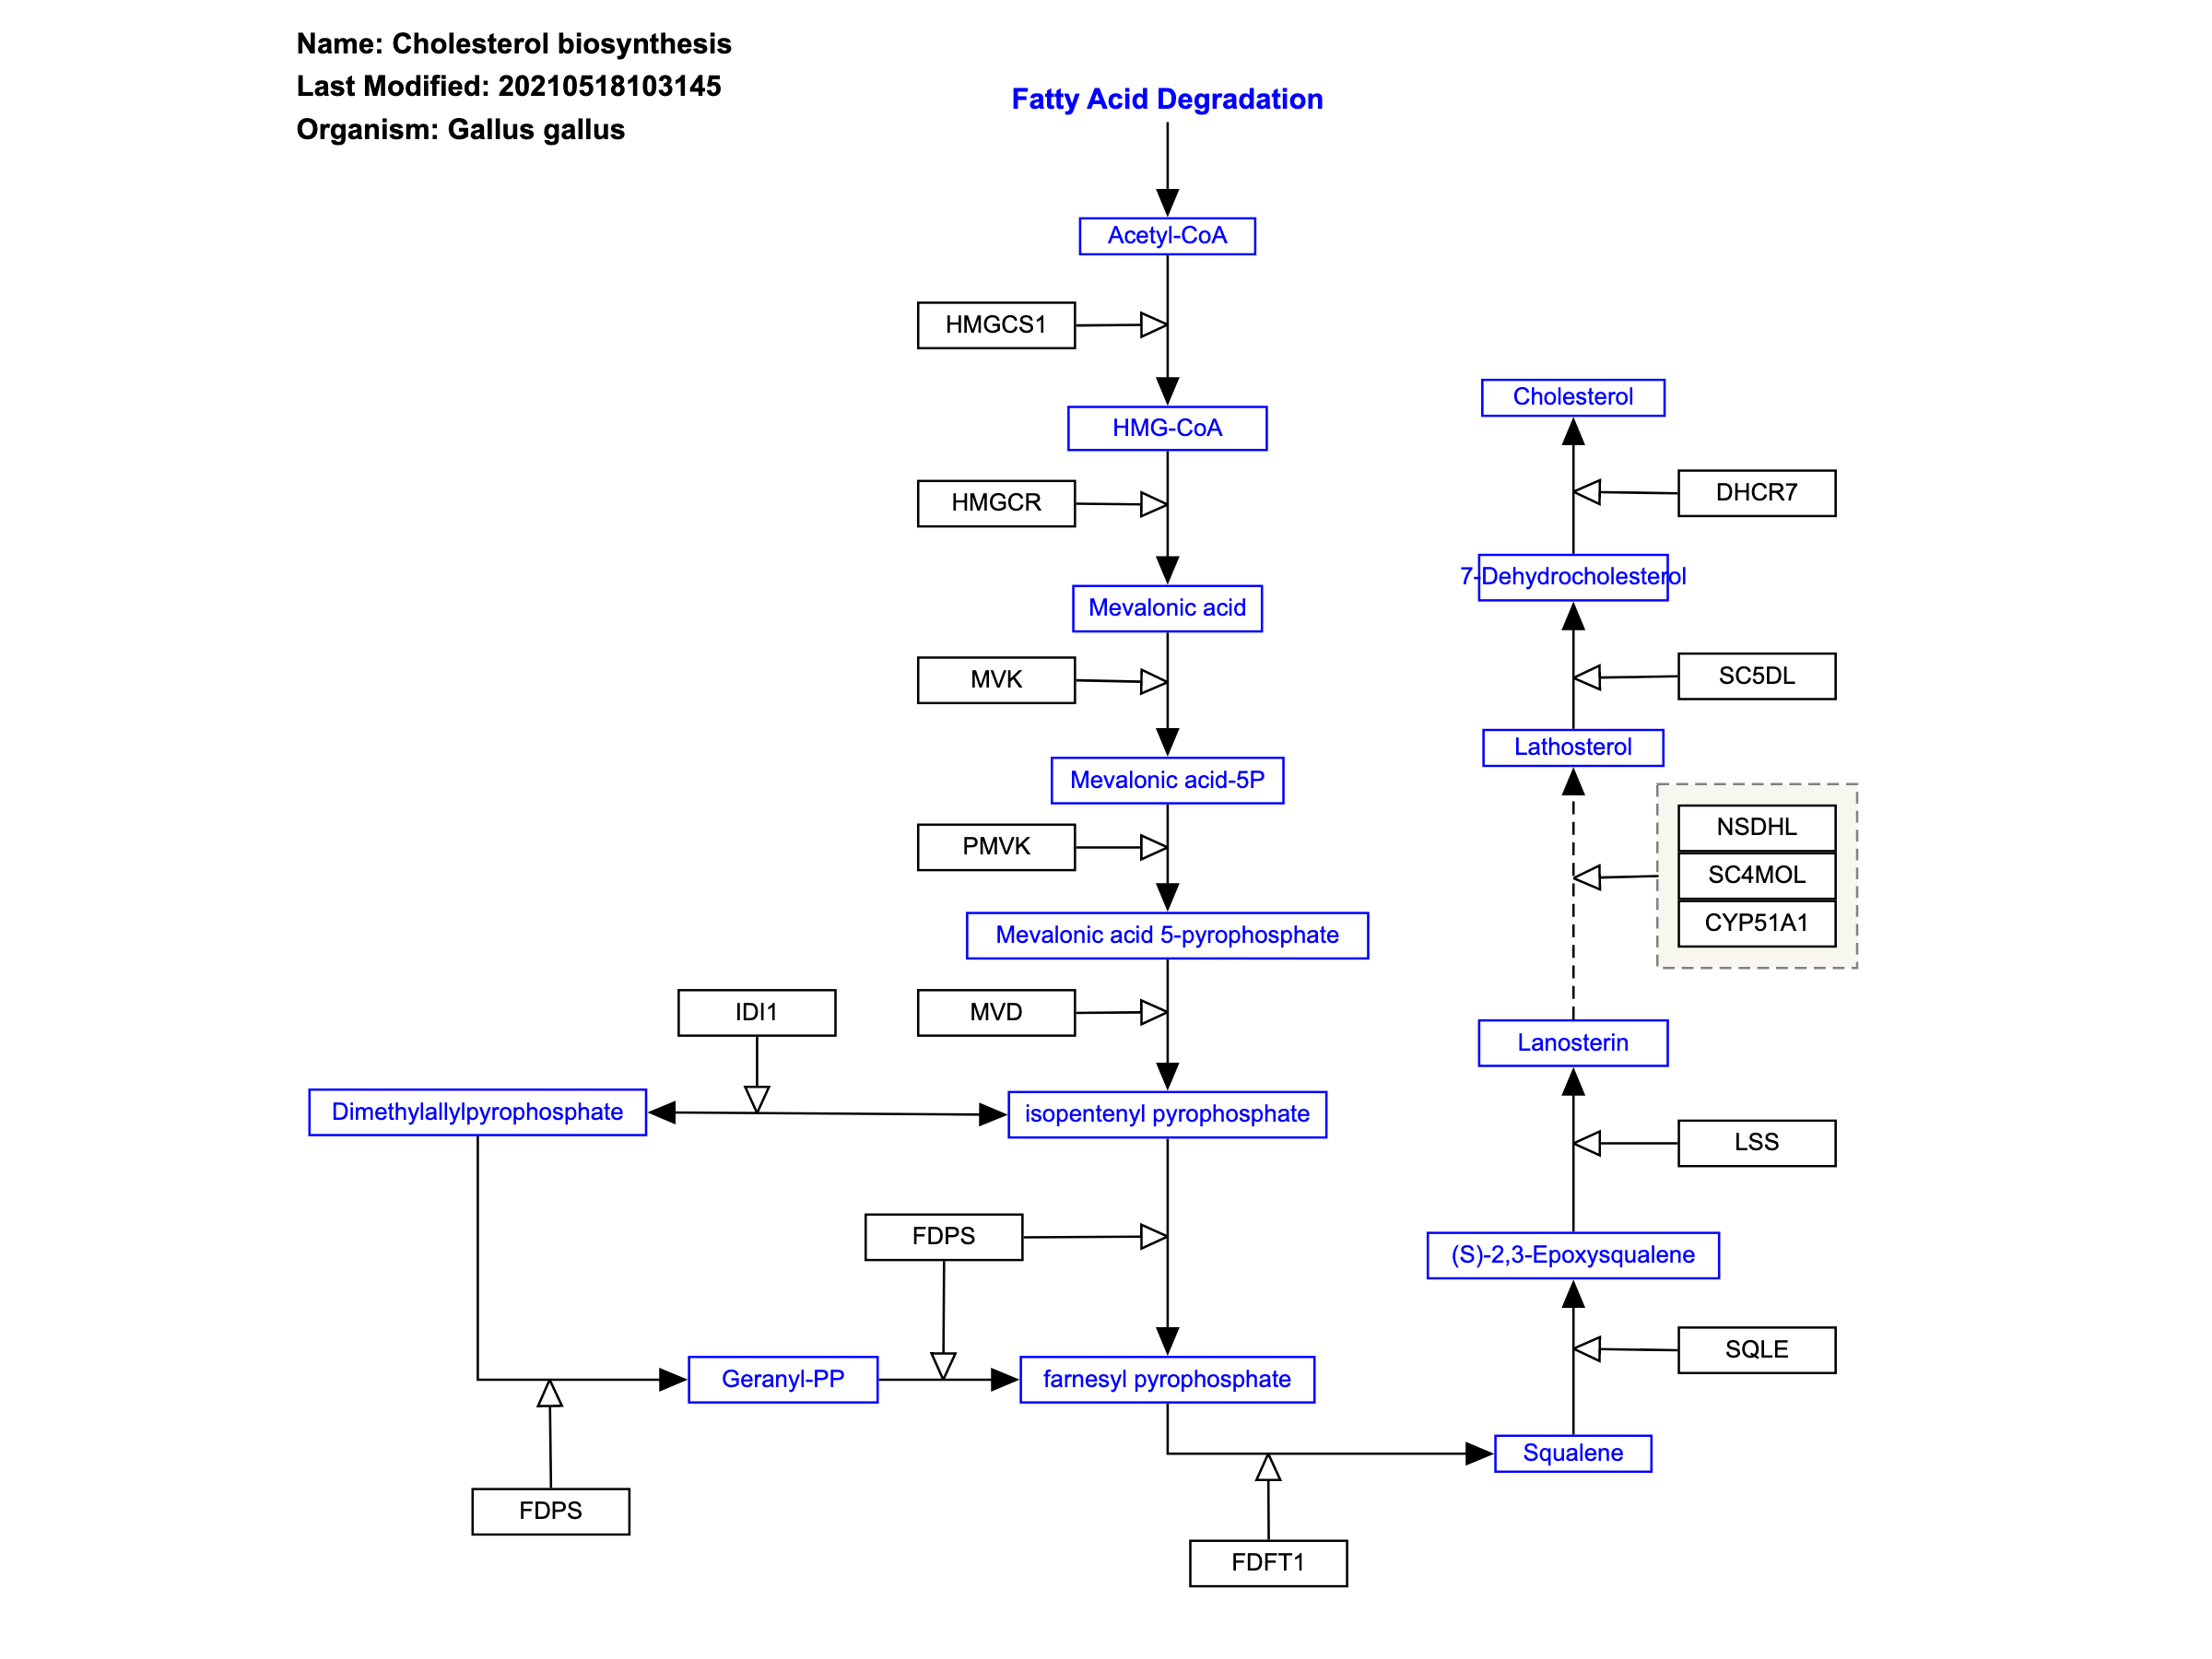 Name: Cholesterol biosynthesis
Last Modified: 20210518103145
Organism: Gallus gallus
Fatty Acid Degradation
Acetyl-CoA
HMGCS1
HMG-CoA
HMGCR
Mevalonic acid
MVK
Mevalonic acid-5P
PMVK
Mevalonic acid 5-pyrophosphate
MVD
IDI1
Dimethylallylpyrophosphate
isopentenyl pyrophosphate
FDPS
Geranyl-PP
farnesyl pyrophosphate
FDPS
FDFT1
Cholesterol
DHCR7
7-Dehydrocholesterol
SC5DL
Lathosterol
NSDHL
SC4MOL
CYP51A1
Lanosterin
LSS
(S)-2,3-Epoxysqualene
SQLE
Squalene